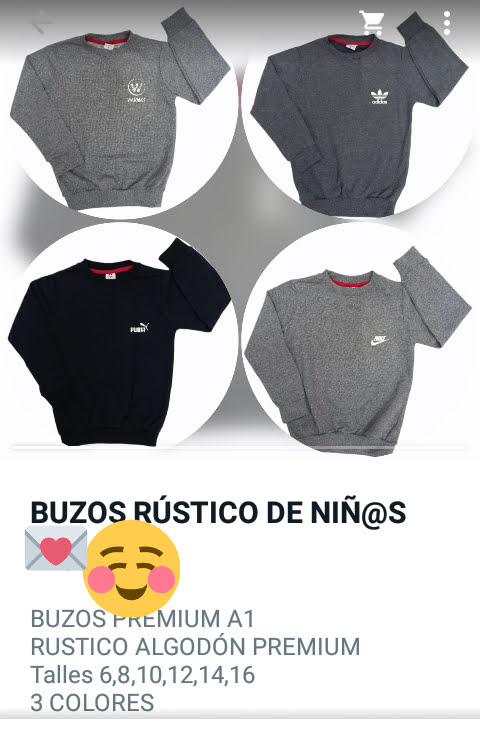 WARMAT
adidas
PUMA
NIKE
BUZOS RÚSTICO DE NIÑ@S
BUZOS PREMIUM A1
RUSTICO ALGODÓN PREMIUM
Talles 6,8,10,12,14,16
3 COLORES